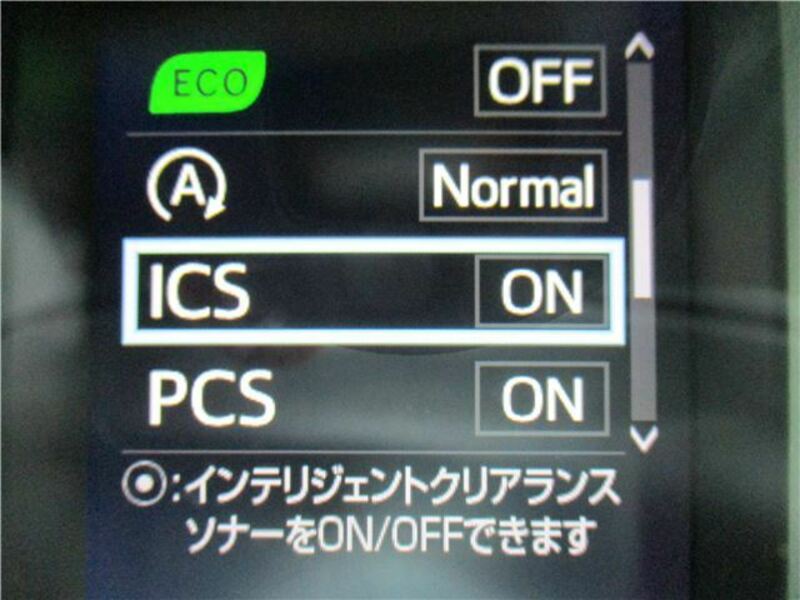 ECO OFF
A Normal
ICS ON
PCS ON
⦿:インテリジェントクリアランス
ソナーをON/OFFできます